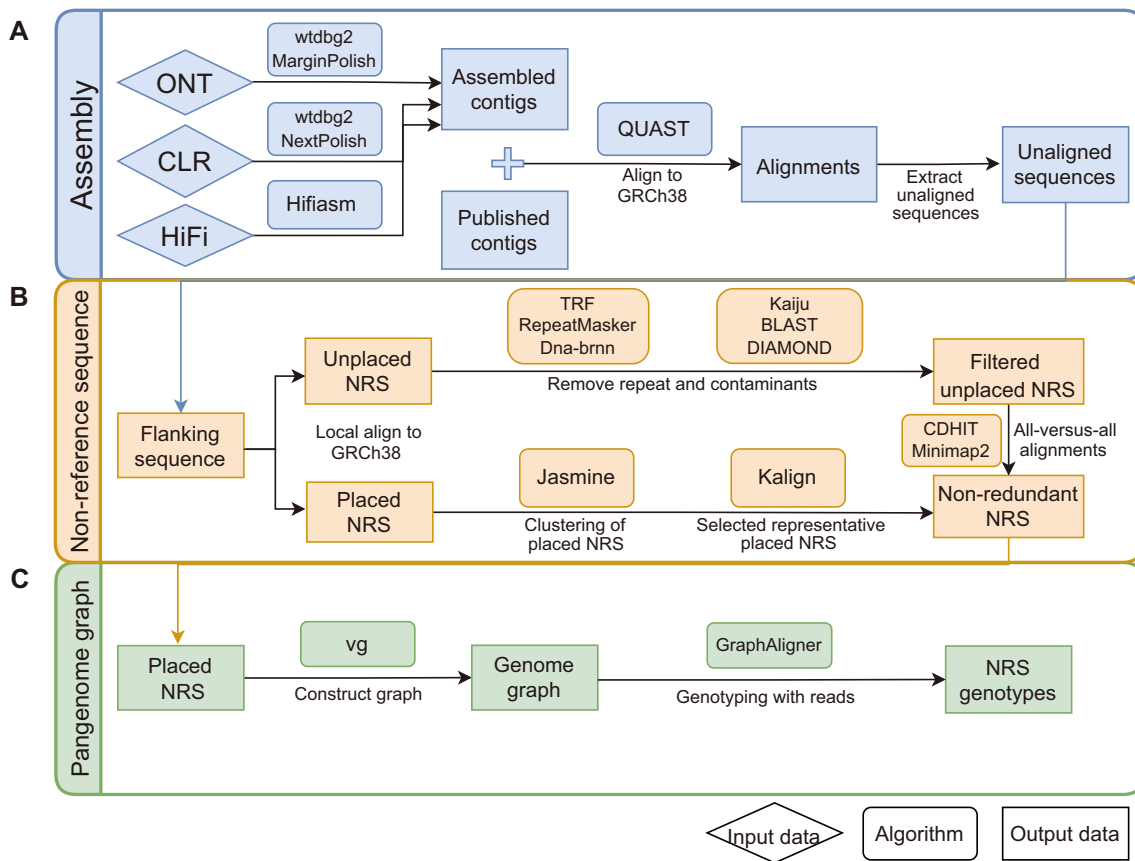 A
Assembly
ONT
wtdbg2
MarginPolish
CLR
wtdbg2
NextPolish
HiFi
Hifiasm
Assembled
contigs
Published
contigs
QUAST
Align to
GRCh38
Alignments
Extract
unaligned
sequences
Unaligned
sequences
B
Non-reference sequence
Flanking
sequence
Unplaced
NRS
Local align to
GRCh38
Placed
NRS
TRF
RepeatMasker
Dna-brnn
Kaiju
BLAST
DIAMOND
Remove repeat and contaminants
Filtered
unplaced NRS
CDHIT
Minimap2
All-versus-all
alignments
Jasmine
Clustering of
placed NRS
Kalign
Selected representative
placed NRS
Non-redundant
NRS
C
Pangenome graph
Placed
NRS
vg
Construct graph
Genome
graph
GraphAligner
Genotyping with reads
NRS
genotypes
Input data
Algorithm
Output data